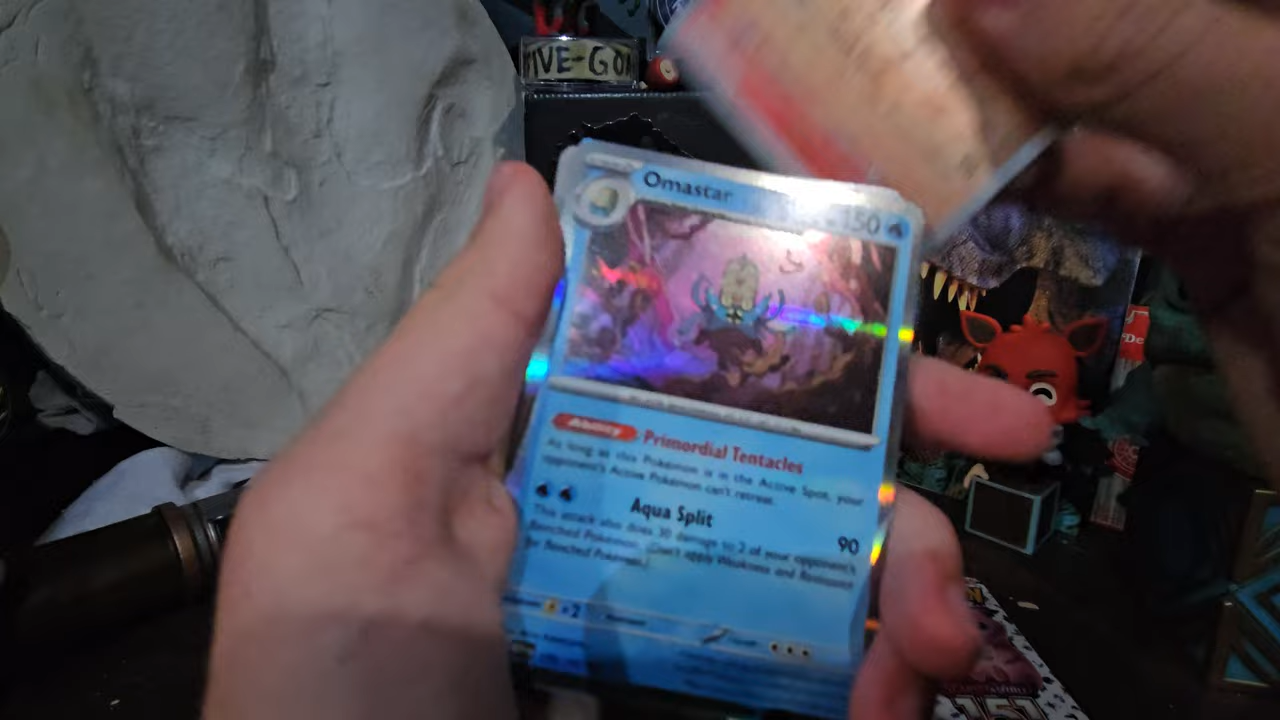 IVE-GO
Omastar
150
Ability Primordial Tentacles
As long as this Pokémon is in the Active Spot, your
opponent's Active Pokémon can't retreat.
Aqua Split
90
This attack also does 30 damage to 2 of your opponent's
Benched Pokémon. (Don't apply Weakness and Resistance
for Benched Pokémon.)
×2
151